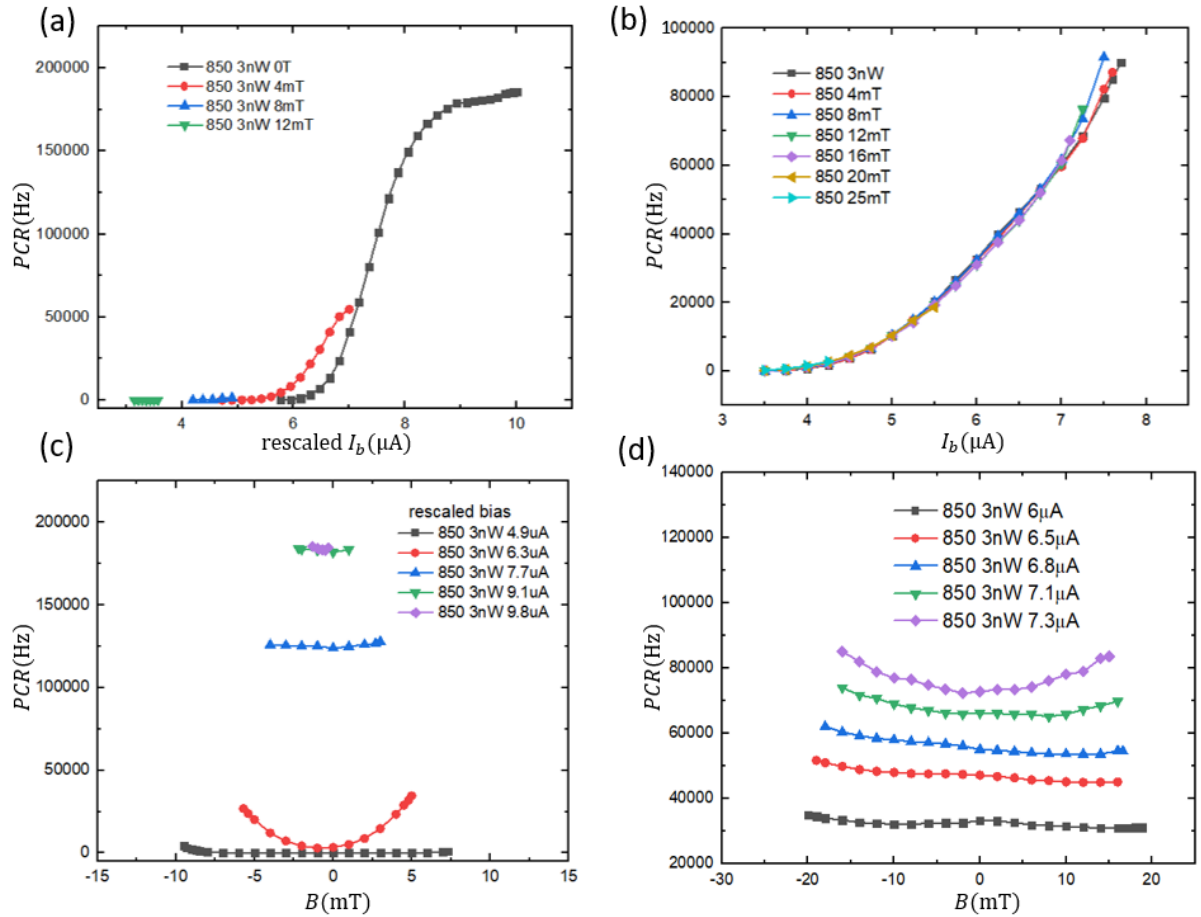 (a)
PCR(Hz)
200000
150000
100000
50000
0
850 3nW 0T
850 3nW 4mT
850 3nW 8mT
850 3nW 12mT
4 6 8 10
rescaled I_b(μA)
(b)
PCR(Hz)
100000
80000
60000
40000
20000
0
850 3nW
850 4mT
850 8mT
850 12mT
850 16mT
850 20mT
850 25mT
3 4 5 6 7 8
I_b(μA)
(c)
PCR(Hz)
200000
150000
100000
50000
0
rescaled bias
850 3nW 4.9uA
850 3nW 6.3uA
850 3nW 7.7uA
850 3nW 9.1uA
850 3nW 9.8uA
-15 -10 -5 0 5 10 15
B(mT)
(d)
PCR(Hz)
140000
120000
100000
80000
60000
40000
20000
850 3nW 6μA
850 3nW 6.5μA
850 3nW 6.8μA
850 3nW 7.1μA
850 3nW 7.3μA
-30 -20 -10 0 10 20
B(mT)